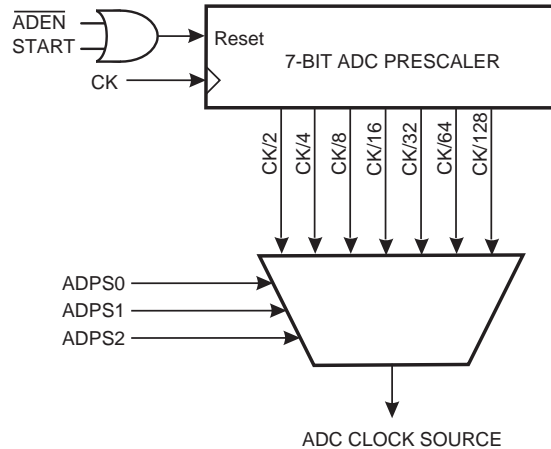 ADEN
START
Reset
7-BIT ADC PRESCALER
CK
CK/2
CK/4
CK/8
CK/16
CK/32
CK/64
CK/128
ADPS0
ADPS1
ADPS2
ADC CLOCK SOURCE